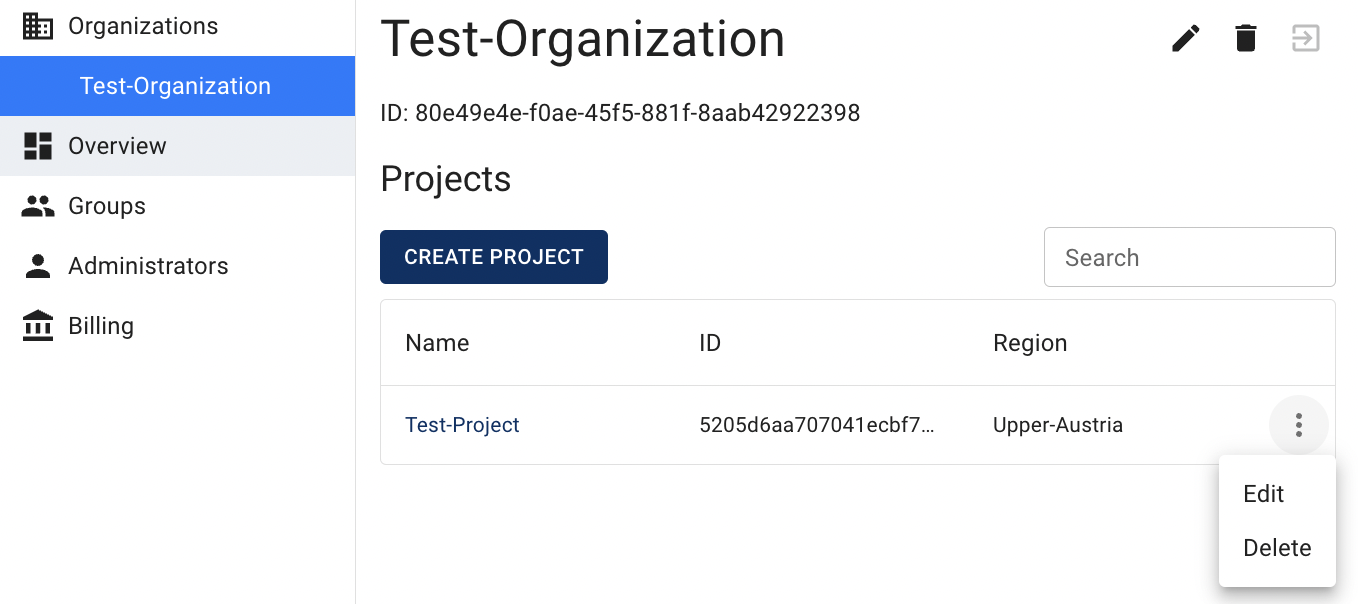 Organizations
Test-Organization
Overview
Groups
Administrators
Billing
Test-Organization
ID: 80e49e4e-f0ae-45f5-881f-8aab42922398
Projects
CREATE PROJECT
Search
Name ID Region
Test-Project 5205d6aa707041ecbf7... Upper-Austria
Edit
Delete